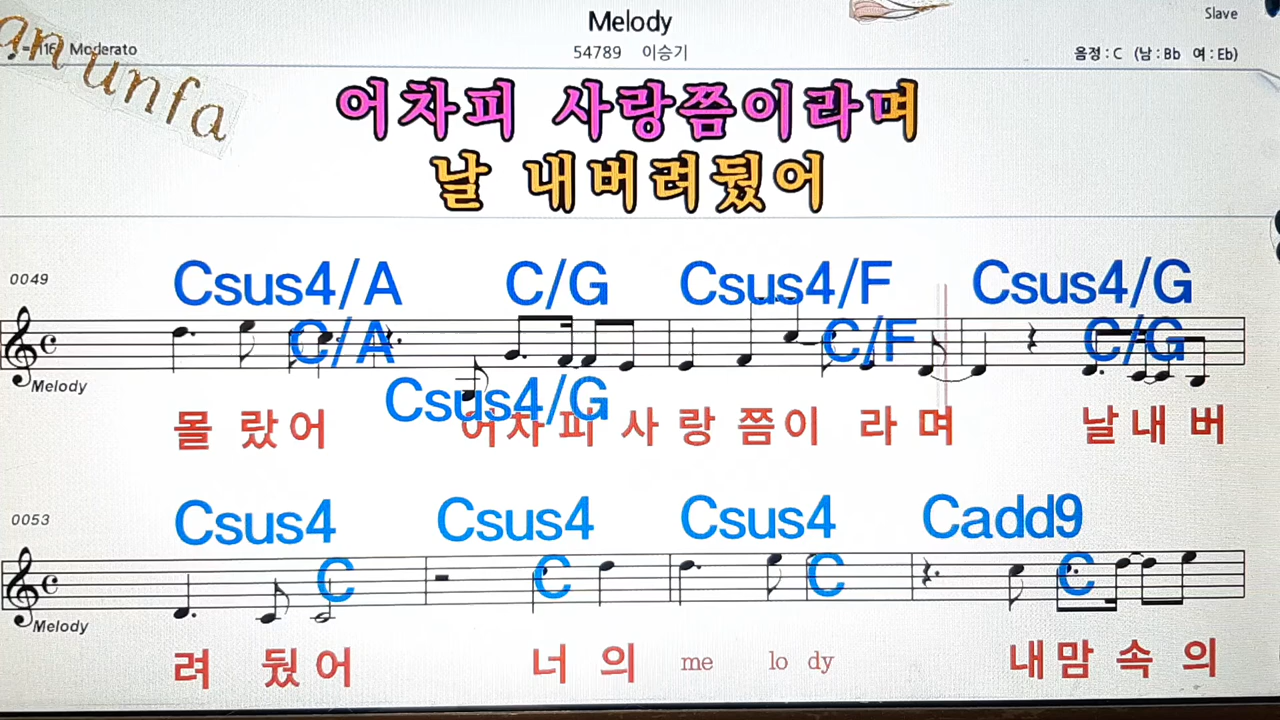 Melody
Slave
an unfa
=116 Moderato
54789 이승기
음정 : C (남 : Bb 여 : Eb)
어차피 사랑쯤이라며
날 내버려뒀어
0049
Csus4/A C/G Csus4/F Csus4/G
C/A C/F C/G
Melody
Csus4/G
몰 랐 어 어 차 피 사 랑 쯤 이 라 며 날 내 버
0053
Csus4 Csus4 Csus4 Cadd9
C C C C
Melody
려 뒀 어 너 의 me lo dy 내 맘 속 의